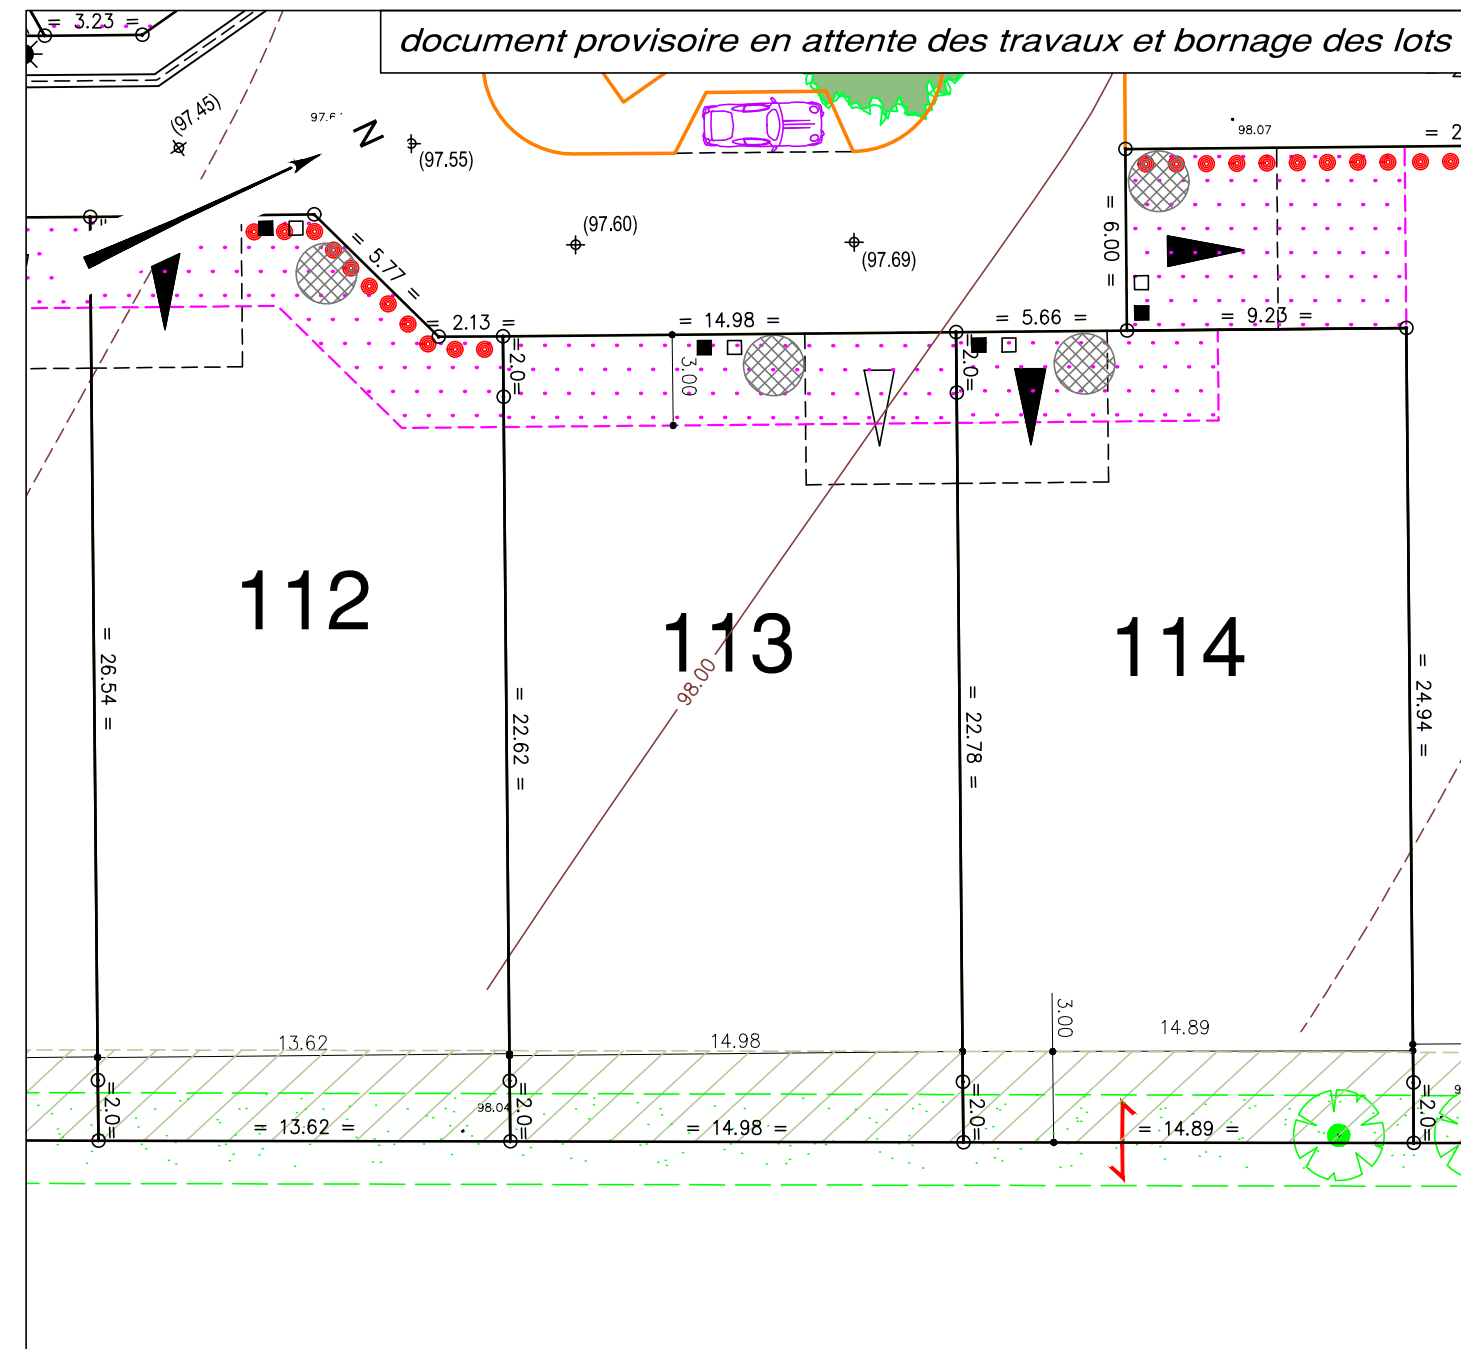 = 3.23 =
document provisoire en attente des travaux et bornage des lots
(97.45)
N
(97.55)
98.07
= 2
(97.60)
(97.69)
= 5.77 =
= 6.00 =
= 2.13 =
= 14.98 =
= 5.66 =
= 9.23 =
=2.0=
3.00
=2.0=
112
113
114
= 26.54 =
= 22.62 =
98.00
= 22.78 =
= 24.94 =
13.62
14.98
3.00
14.89
=2.0=
98.04
=2.0=
=2.0=
=2.0=
= 13.62 =
= 14.98 =
= 14.89 =